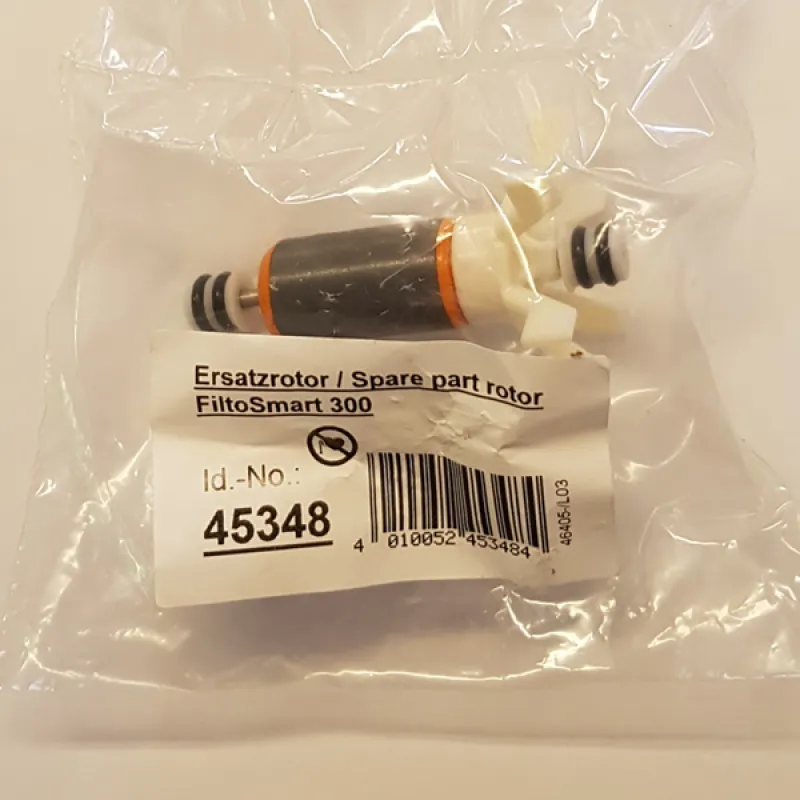 Ersatzrotor / Spare part rotor
FiltoSmart 300
Id.-No.:
45348
4 010052 453484
46405-/L03